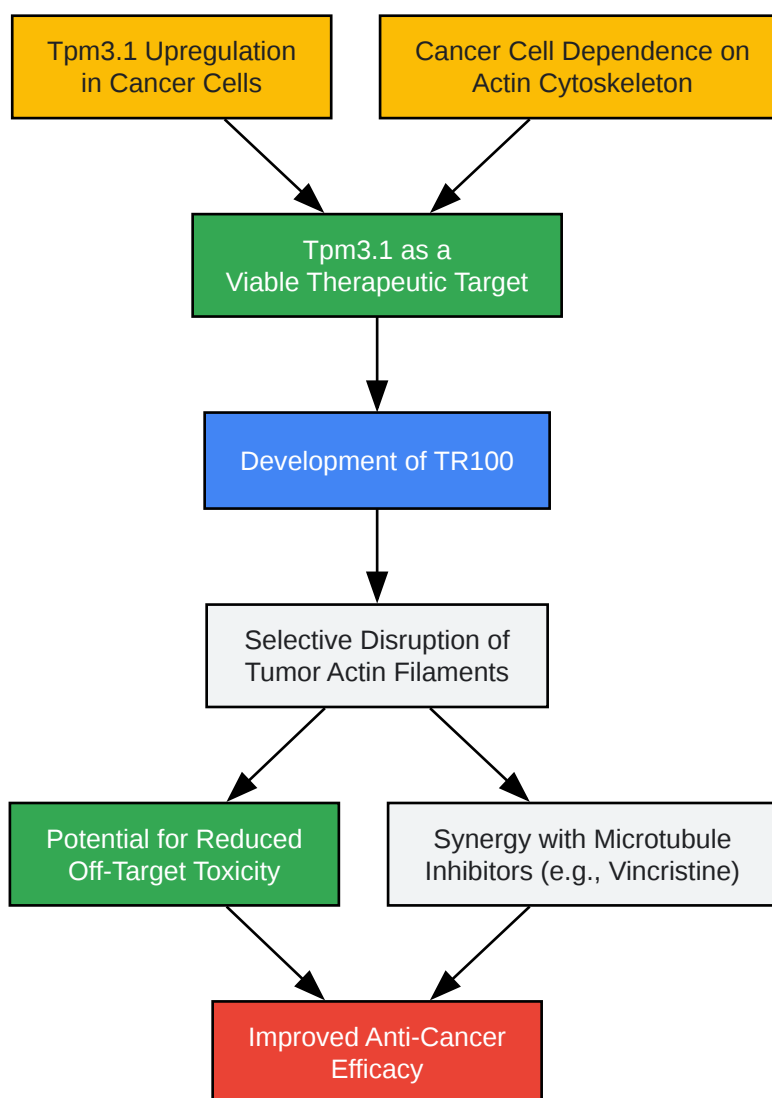 Tpm3.1 Upregulation
in Cancer Cells
Cancer Cell Dependence on
Actin Cytoskeleton
Tpm3.1 as a
Viable Therapeutic Target
Development of TR100
Selective Disruption of
Tumor Actin Filaments
Potential for Reduced
Off-Target Toxicity
Synergy with Microtubule
Inhibitors (e.g., Vincristine)
Improved Anti-Cancer
Efficacy